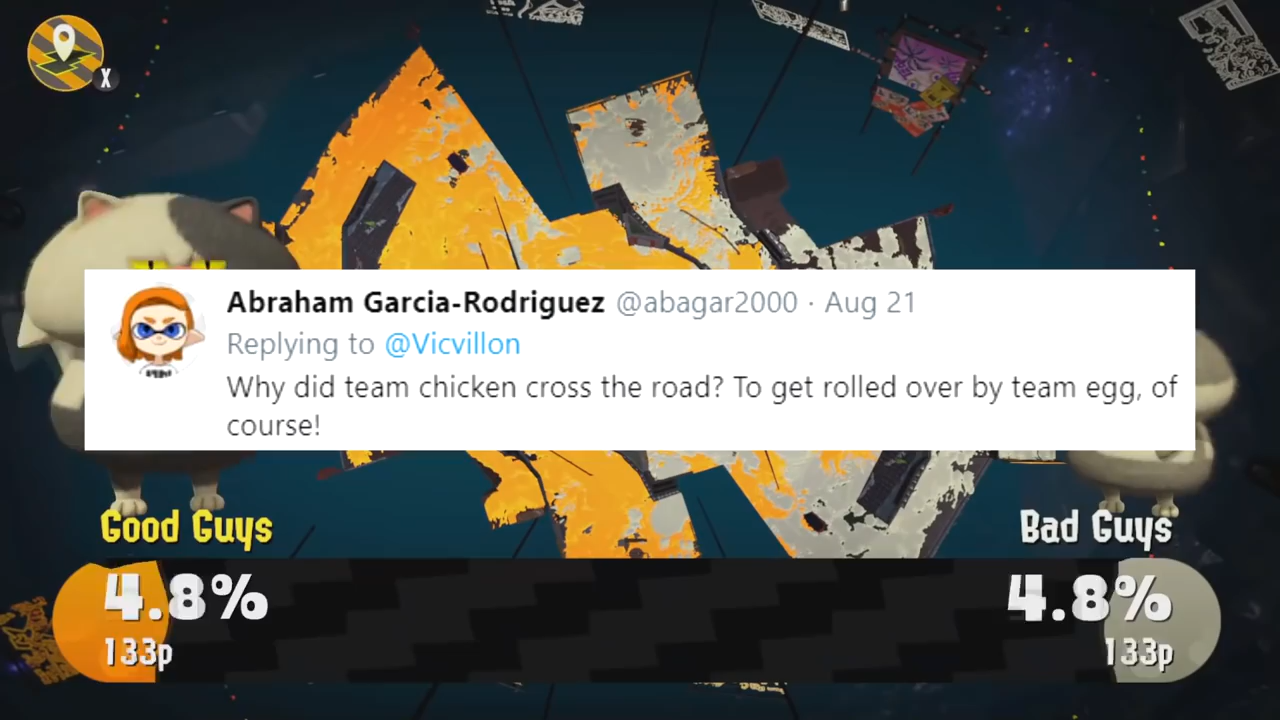 X
Abraham Garcia-Rodriguez @abagar2000 · Aug 21
Replying to @Vicvillon
Why did team chicken cross the road? To get rolled over by team egg, of
course!
Good Guys
Bad Guys
4.8%
4.8%
133p
133p